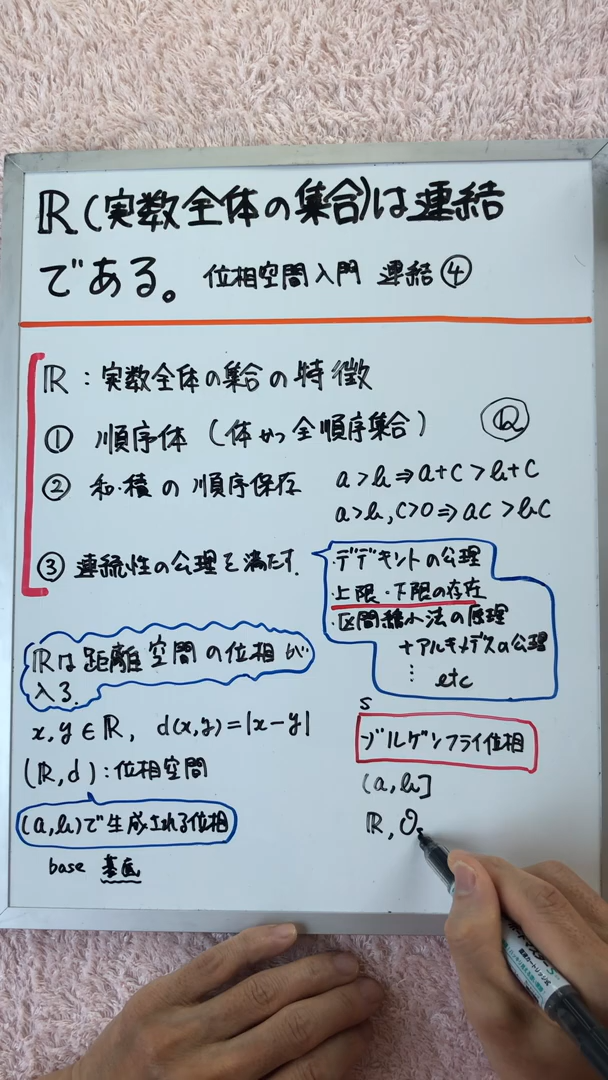 ℝ(実数全体の集合)は連結
である。 位相空間入門 連結④
ℝ:実数全体の集合の特徴
① 順序体(体かつ全順序集合)
Ⓠ
② 和・積の順序保存
a>b⇒a+c>b+c
a>b,c>0⇒ac>bc
③ 連続性の公理を満たす.
・デデキントの公理
・上限・下限の存在
・区間縮小法の原理
+アルキメデスの公理
⋮ etc
ℝは距離空間の位相が
入る.
x,y∈ℝ, d(x,y)=|x-y|
(ℝ,d):位相空間
(a,b)で生成される位相
base 基底
S
ゾルゲンフライ位相
(a,b]
ℝ,𝒪s